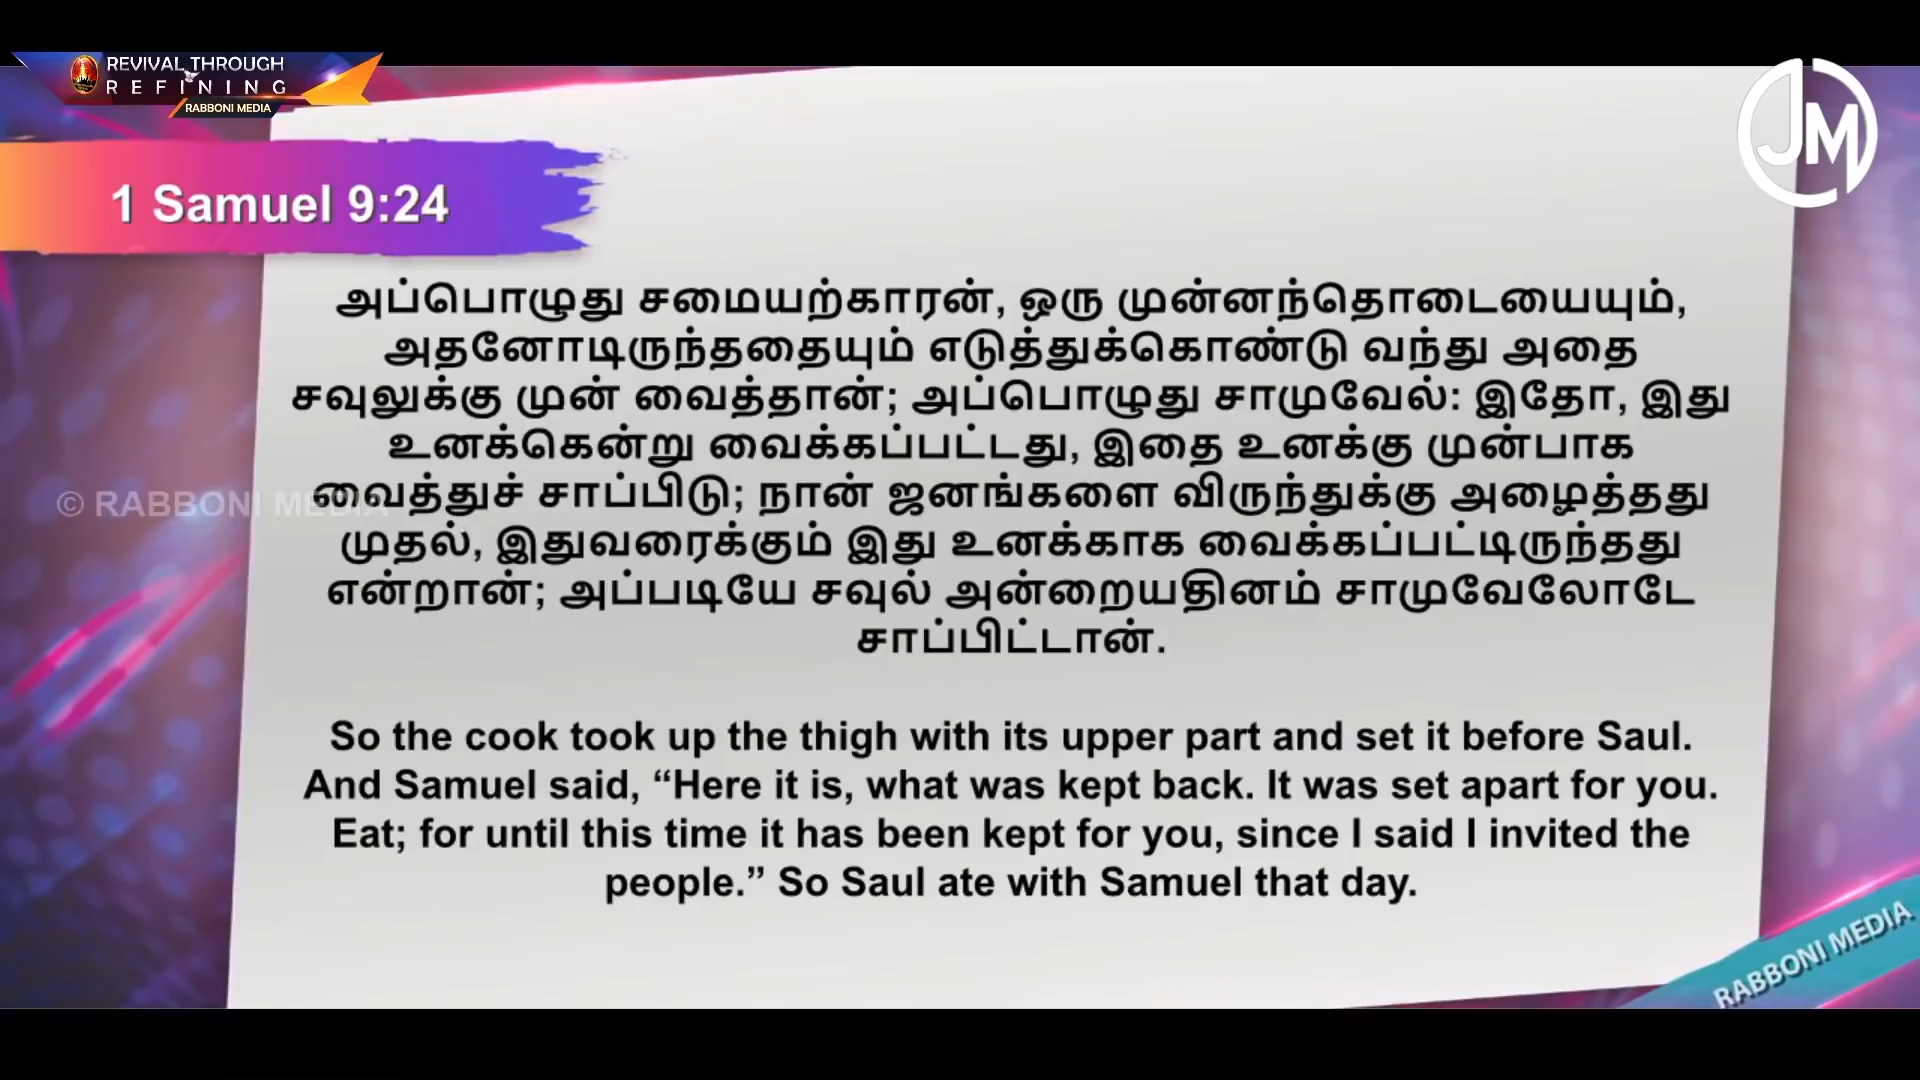 REVIVAL THROUGH
REFINING
RABBONI MEDIA
JM
1 Samuel 9:24
அப்பொழுது சமையற்காரன், ஒரு முன்னந்தொடையையும்,
அதனோடிருந்ததையும் எடுத்துக்கொண்டு வந்து அதை
சவுலுக்கு முன் வைத்தான்; அப்பொழுது சாமுவேல்: இதோ, இது
உனக்கென்று வைக்கப்பட்டது, இதை உனக்கு முன்பாக
வைத்துச் சாப்பிடு; நான் ஜனங்களை விருந்துக்கு அழைத்தது
முதல், இதுவரைக்கும் இது உனக்காக வைக்கப்பட்டிருந்தது
என்றான்; அப்படியே சவுல் அன்றையதினம் சாமுவேலோடே
சாப்பிட்டான்.
© RABBONI MEDIA
So the cook took up the thigh with its upper part and set it before Saul.
And Samuel said, “Here it is, what was kept back. It was set apart for you.
Eat; for until this time it has been kept for you, since I said I invited the
people.” So Saul ate with Samuel that day.
RABBONI MEDIA